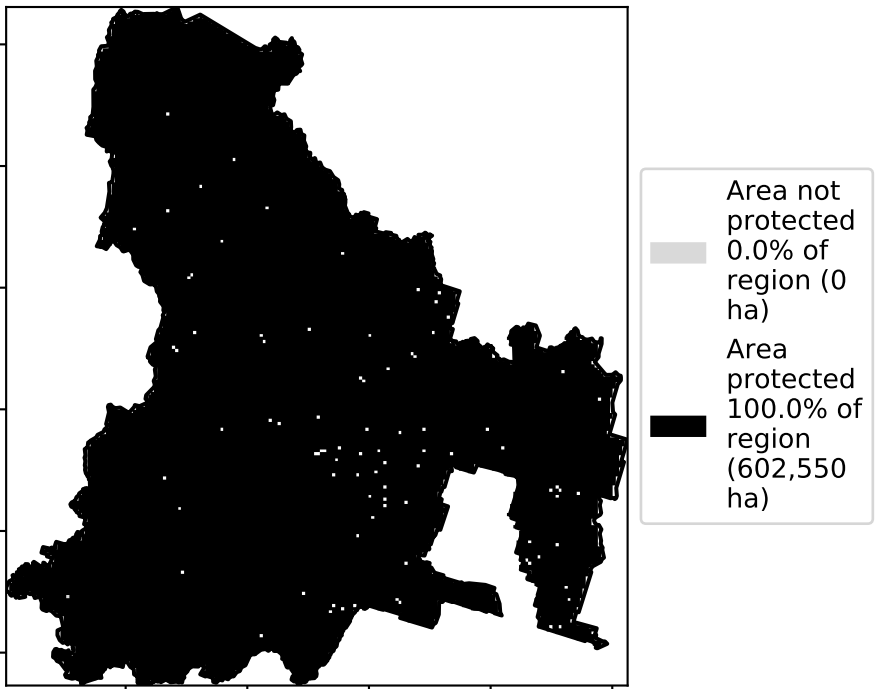 Area not
protected
0.0% of
region (0
ha)
Area
protected
100.0% of
region
(602,550
ha)